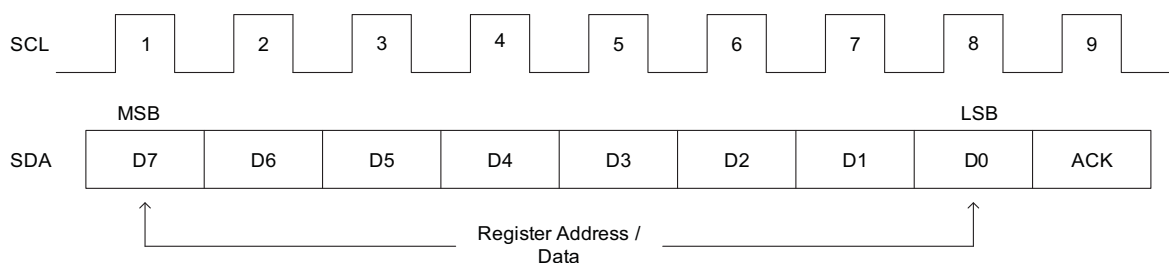 SCL 1 2 3 4 5 6 7 8 9
MSB LSB
SDA D7 D6 D5 D4 D3 D2 D1 D0 ACK
Register Address /
Data